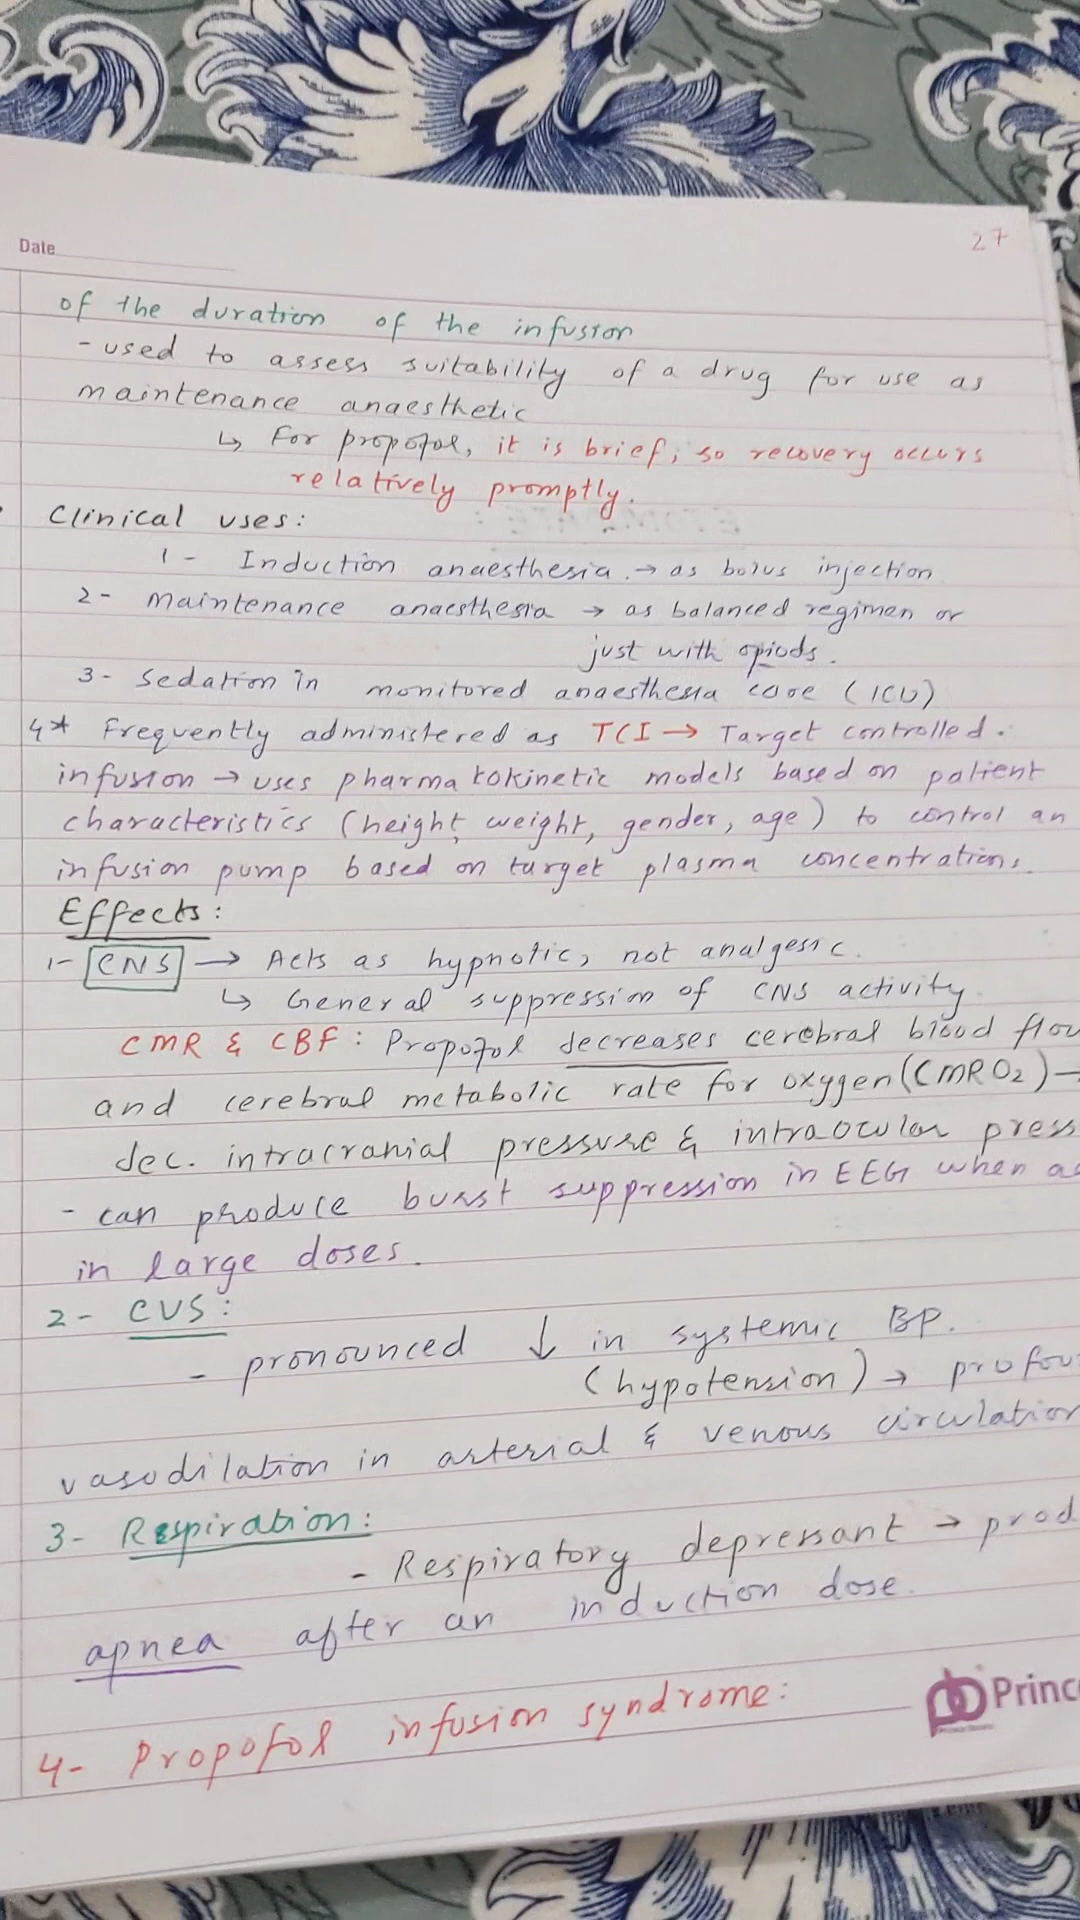 27
Date
of the duration of the infusion
- used to assess suitability of a drug for use as
maintenance anaesthetic
↳ For propofol, it is brief, so recovery occurs
relatively promptly.
Clinical uses:
1- Induction anaesthesia. → as bolus injection
2- maintenance anaesthesia → as balanced regimen or
just with opiods.
3- Sedation in monitored anaesthesia care (ICU)
4* Frequently administered as TCI → Target controlled.
infusion → uses pharmakokinetic models based on patient
characteristics (height, weight, gender, age) to control an
infusion pump based on target plasma concentrations.
Effects:
1- CNS → Acts as hypnotic, not analgesic.
↳ General suppression of CNS activity.
CMR & CBF: Propofol decreases cerebral blood flow
and cerebral metabolic rate for oxygen (CMRO2) →
dec. intracranial pressure & intraocular press
- can produce burst suppression in EEG when
in large doses.
2- CVS:
- pronounced ↓ in systemic BP.
(hypotension) → profou
vasodilation in arterial & venous circulation
3- Respiration:
- Respiratory depressant → prod
apnea after an induction dose.
4- Propofol infusion syndrome:
Princ